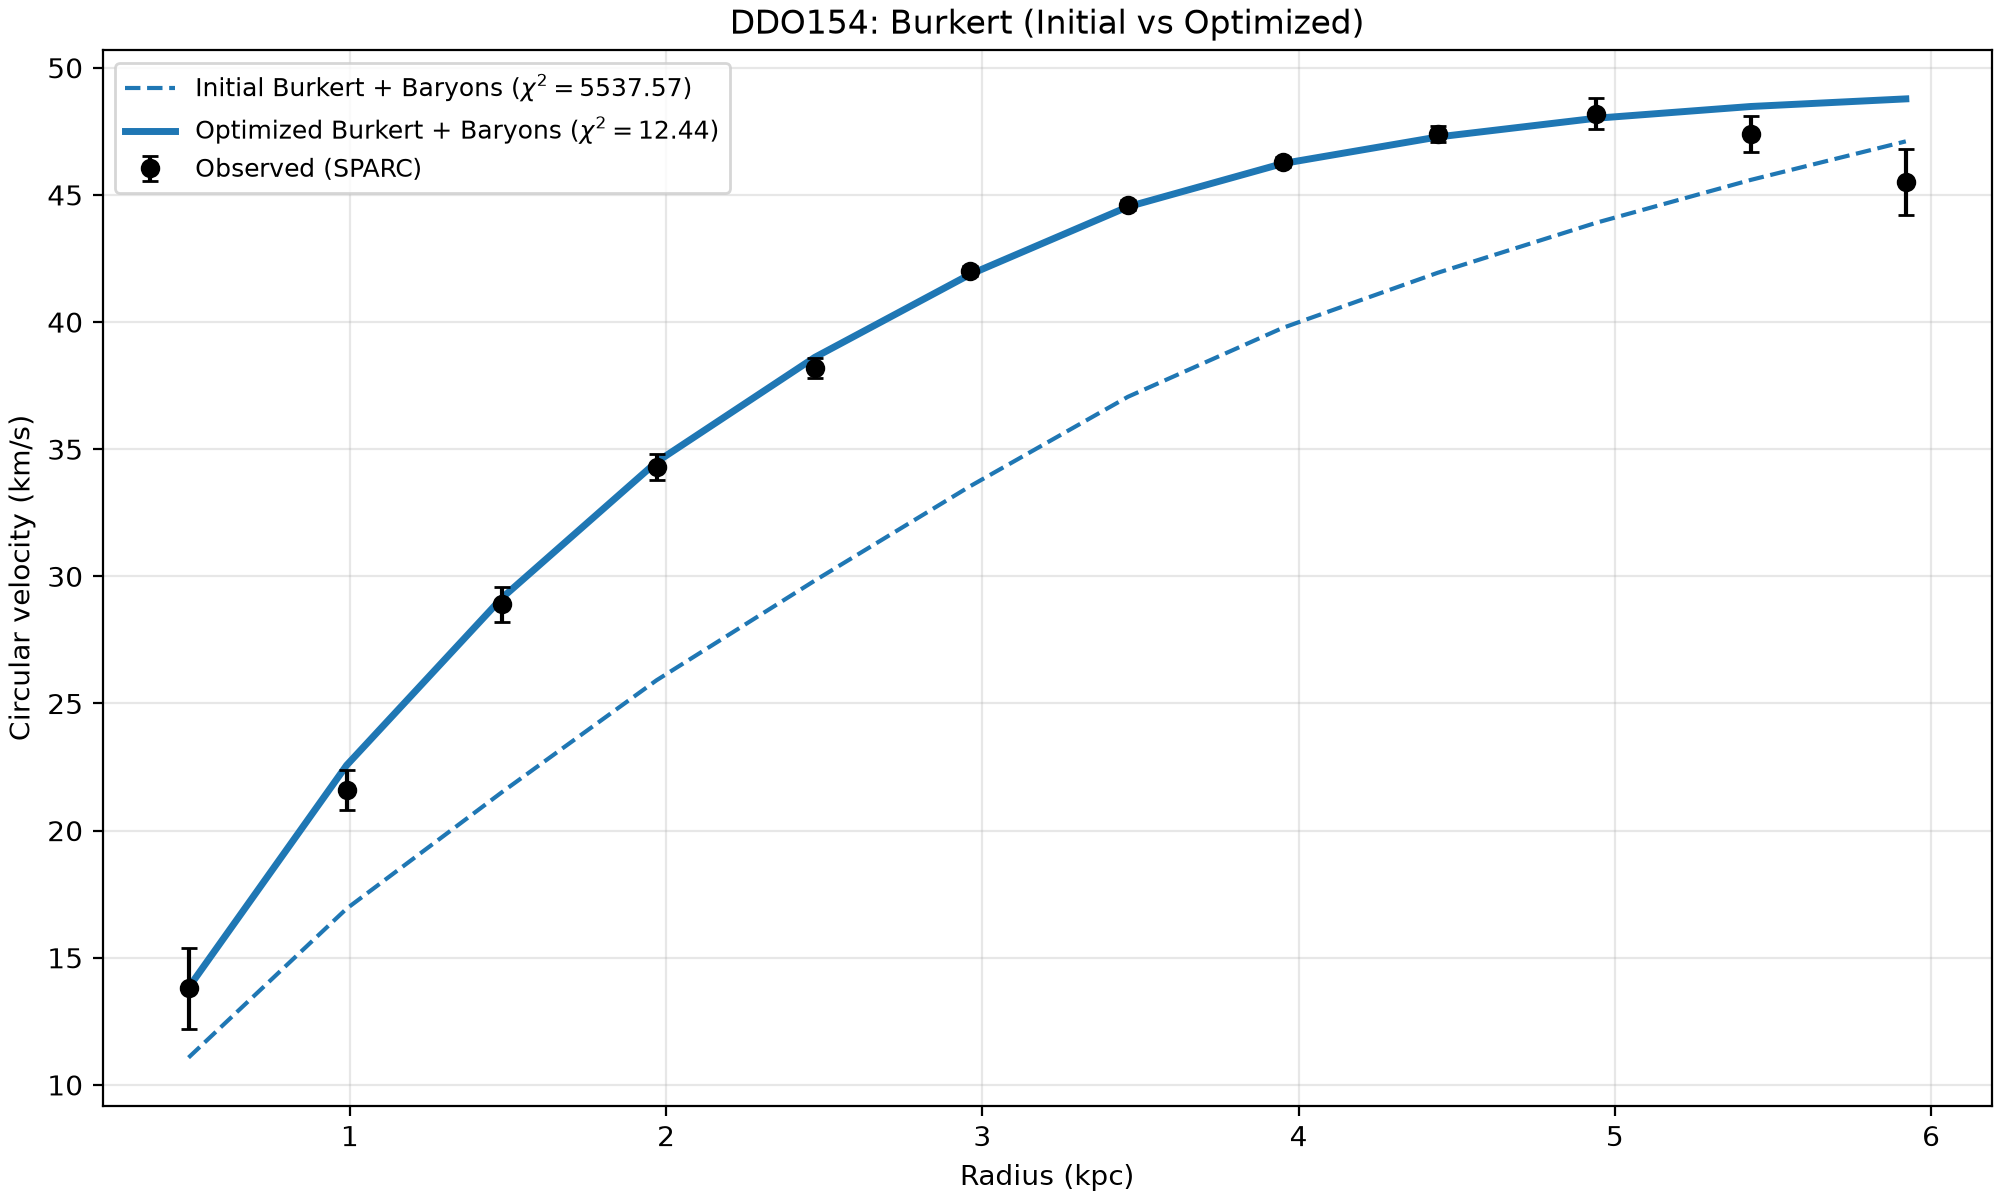 DDO154: Burkert (Initial vs Optimized)
Initial Burkert + Baryons (χ² = 5537.57)
Optimized Burkert + Baryons (χ² = 12.44)
Observed (SPARC)
Circular velocity (km/s)
50
45
40
35
30
25
20
15
10
1 2 3 4 5 6
Radius (kpc)